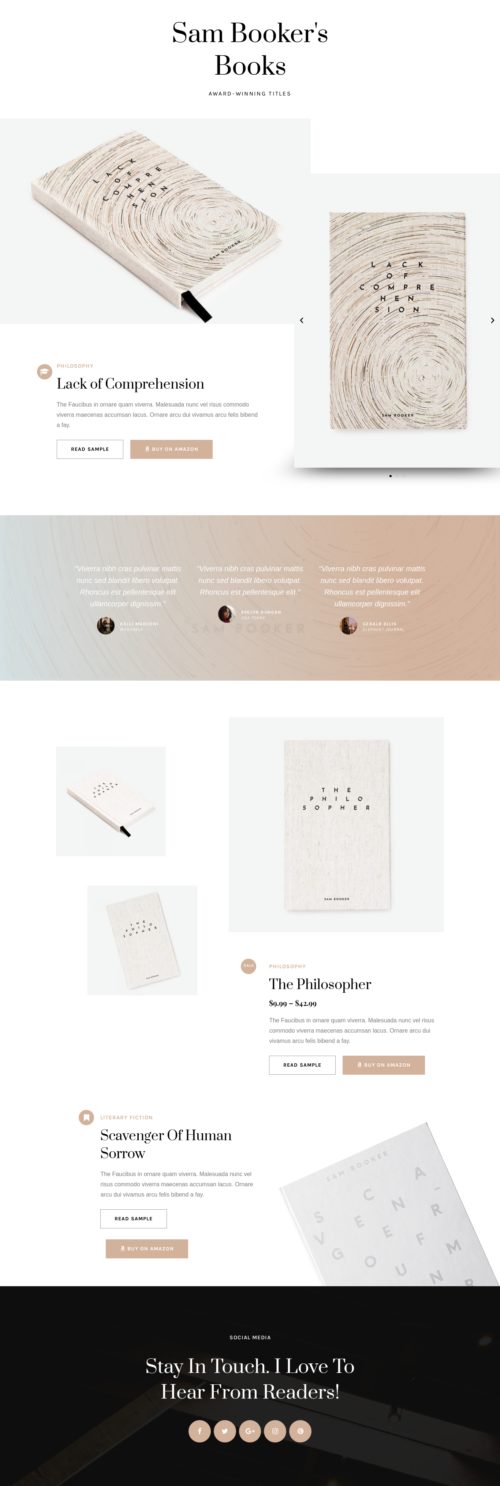 Sam Booker's
Books
AWARD-WINNING TITLES
LACK
OF
COMPRE
HEN
SION
SAM BOOKER
LACK
OF
COMPRE
HEN
SION
SAM BOOKER
PHILOSOPHY
Lack of Comprehension
The Faucibus in ornare quam viverra. Malesuada nunc vel risus commodo
viverra maecenas accumsan lacus. Ornare arcu dui vivamus arcu felis bibend
a fay.
READ SAMPLE
BUY ON AMAZON
"Viverra nibh cras pulvinar mattis
nunc sed blandit libero volutpat.
Rhoncus est pellentesque elit
ullamcorper dignissim."
"Viverra nibh cras pulvinar mattis
nunc sed blandit libero volutpat.
Rhoncus est pellentesque elit."
"Viverra nibh cras pulvinar mattis
nunc sed blandit libero volutpat.
Rhoncus est pellentesque elit
ullamcorper dignissim."
GERALD ELLIS
SAM BOOKER
THE
PHILO
SOPHER
SAM BOOKER
THE
PHILO
SOPHER
SALE
PHILOSOPHY
The Philosopher
$9.99 – $42.99
The Faucibus in ornare quam viverra. Malesuada nunc vel risus
commodo viverra maecenas accumsan lacus. Ornare arcu dui
vivamus arcu felis bibend a fay.
READ SAMPLE
BUY ON AMAZON
LITERARY FICTION
Scavenger Of Human
Sorrow
The Faucibus in ornare quam viverra. Malesuada nunc vel
risus commodo viverra maecenas accumsan lacus. Ornare
arcu dui vivamus arcu felis bibend a fay.
READ SAMPLE
BUY ON AMAZON
SAM BOOKER
SCA_
VENGER
OF
SOCIAL MEDIA
Stay In Touch. I Love To
Hear From Readers!